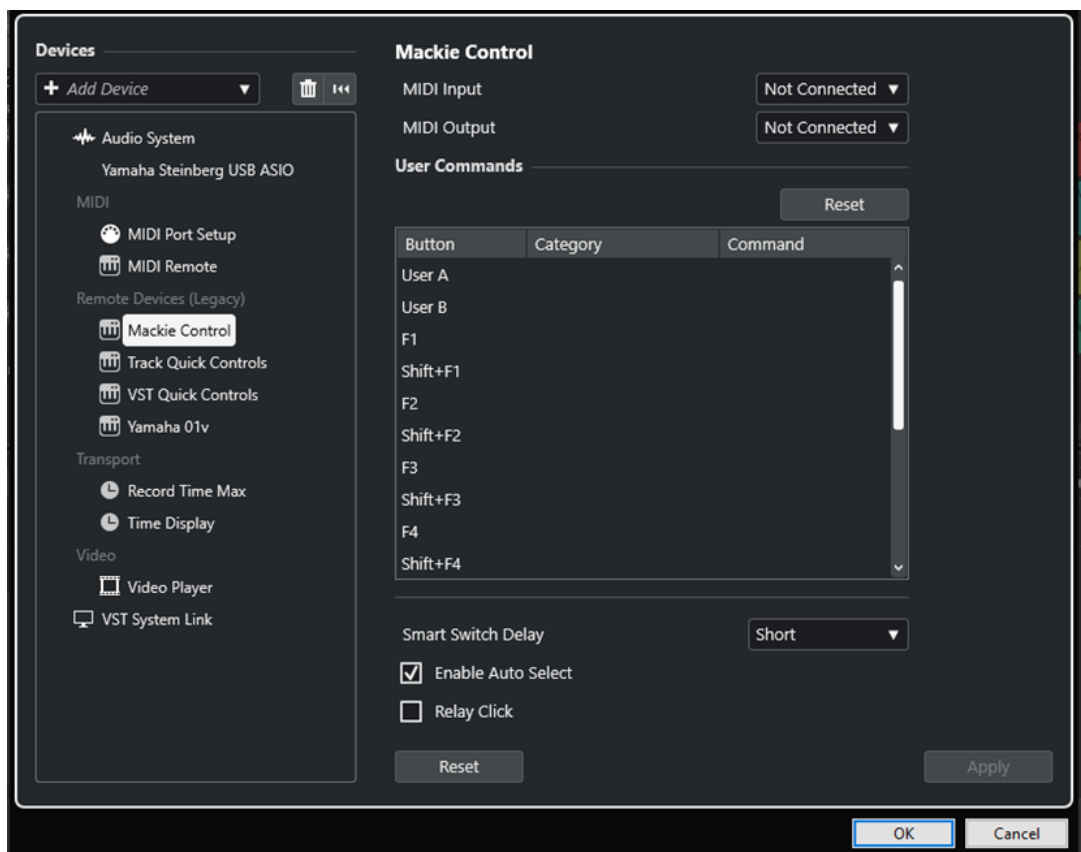 Devices
Add Device
Audio System
Yamaha Steinberg USB ASIO
MIDI
MIDI Port Setup
MIDI Remote
Remote Devices (Legacy)
Mackie Control
Track Quick Controls
VST Quick Controls
Yamaha 01v
Transport
Record Time Max
Time Display
Video
Video Player
VST System Link
Mackie Control
MIDI Input Not Connected
MIDI Output Not Connected
User Commands
Reset
Button Category Command
User A
User B
F1
Shift+F1
F2
Shift+F2
F3
Shift+F3
F4
Shift+F4
Smart Switch Delay Short
Enable Auto Select
Relay Click
Reset Apply
OK Cancel